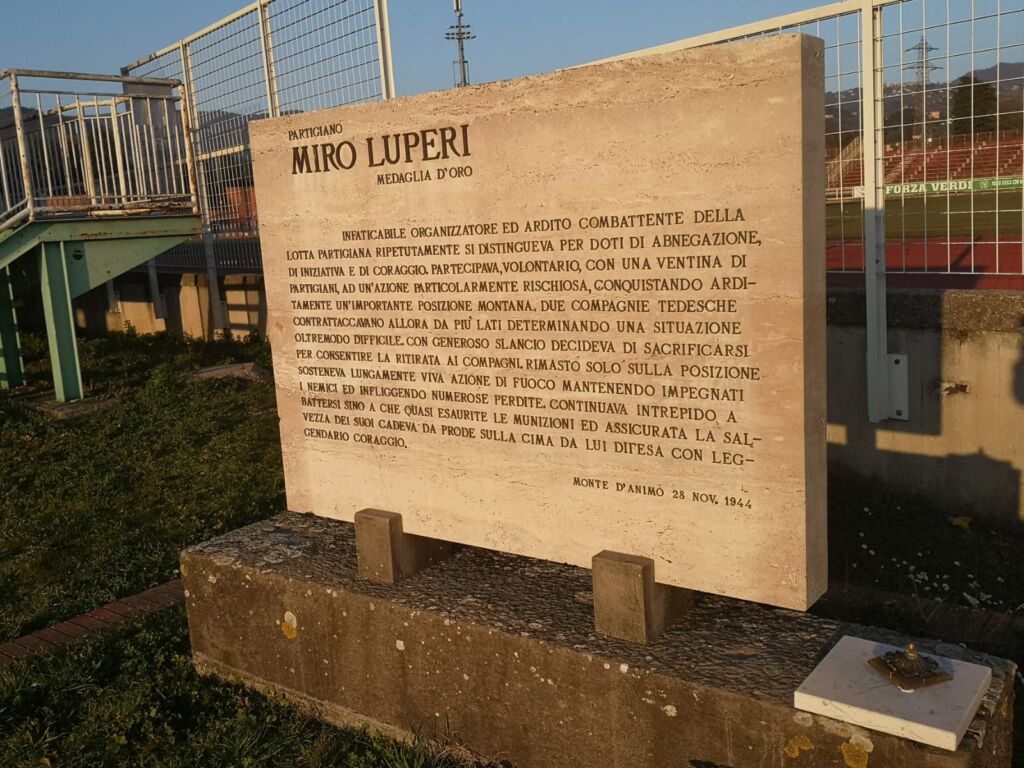 PARTIGIANO
MIRO LUPERI
MEDAGLIA D'ORO
INFATICABILE ORGANIZZATORE ED ARDITO COMBATTENTE DELLA
LOTTA PARTIGIANA RIPETUTAMENTE SI DISTINGUEVA PER DOTI DI ABNEGAZIONE,
DI INIZIATIVA E DI CORAGGIO. PARTECIPAVA, VOLONTARIO, CON UNA VENTINA DI
PARTIGIANI, AD UN'AZIONE PARTICOLARMENTE RISCHIOSA, CONQUISTANDO ARDI-
TAMENTE UN'IMPORTANTE POSIZIONE MONTANA. DUE COMPAGNIE TEDESCHE
CONTRATTACCAVANO ALLORA DA PIÙ LATI DETERMINANDO UNA SITUAZIONE
OLTREMODO DIFFICILE. CON GENEROSO SLANCIO DECIDEVA DI SACRIFICARSI
PER CONSENTIRE LA RITIRATA AI COMPAGNI. RIMASTO SOLO SULLA POSIZIONE
SOSTENEVA LUNGAMENTE VIVA AZIONE DI FUOCO MANTENENDO IMPEGNATI
I NEMICI ED INFLIGGENDO NUMEROSE PERDITE. CONTINUAVA INTREPIDO A
BATTERSI SINO A CHE QUASI ESAURITE LE MUNIZIONI ED ASSICURATA LA SAL-
VEZZA DEI SUOI CADEVA DA PRODE SULLA CIMA DA LUI DIFESA CON LEG-
GENDARIO CORAGGIO.
MONTE D'ANIMO 28 NOV. 1944
FORZA VERDI